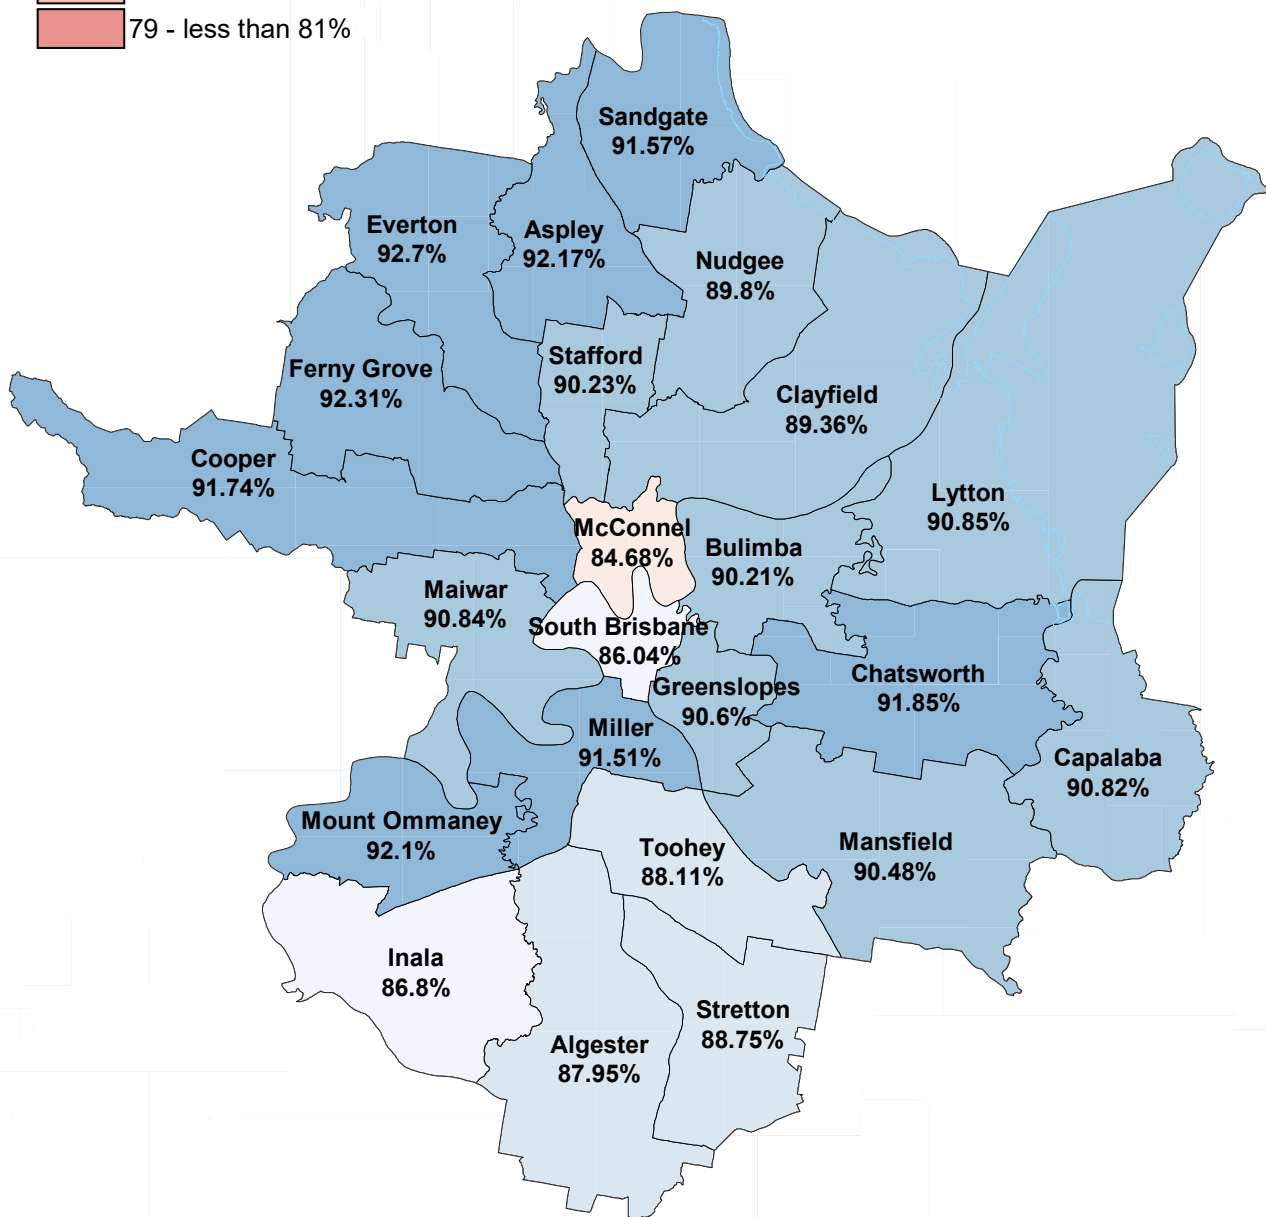 79 - less than 81%
Sandgate
91.57%
Everton
92.7%
Aspley
92.17%
Nudgee
89.8%
Stafford
90.23%
Ferny Grove
92.31%
Clayfield
89.36%
Cooper
91.74%
Lytton
90.85%
McConnel
84.68%
Bulimba
90.21%
Maiwar
90.84%
South Brisbane
86.04%
Chatsworth
91.85%
Greenslopes
90.6%
Miller
91.51%
Capalaba
90.82%
Mount Ommaney
92.1%
Toohey
88.11%
Mansfield
90.48%
Inala
86.8%
Stretton
88.75%
Algester
87.95%